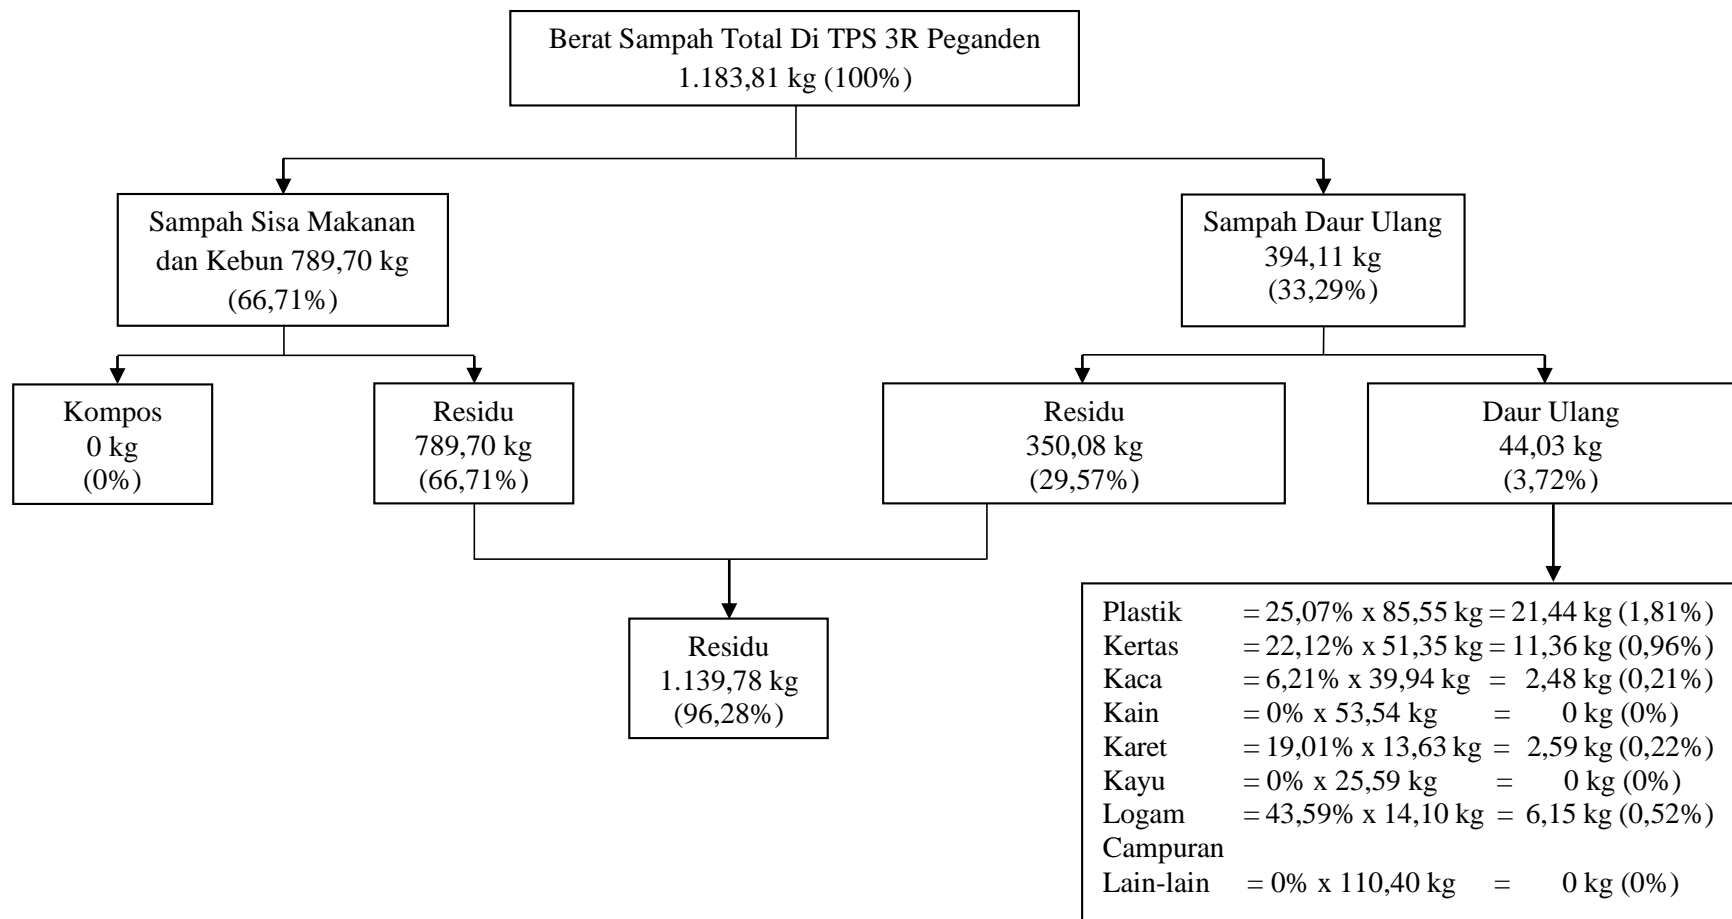 Berat Sampah Total Di TPS 3R Peganden
1.183,81 kg (100%)
Sampah Sisa Makanan
dan Kebun 789,70 kg
(66,71%)
Sampah Daur Ulang
394,11 kg
(33,29%)
Kompos
0 kg
(0%)
Residu
789,70 kg
(66,71%)
Residu
350,08 kg
(29,57%)
Daur Ulang
44,03 kg
(3,72%)
Residu
1.139,78 kg
(96,28%)
Plastik = 25,07% x 85,55 kg = 21,44 kg (1,81%)
Kertas = 22,12% x 51,35 kg = 11,36 kg (0,96%)
Kaca = 6,21% x 39,94 kg = 2,48 kg (0,21%)
Kain = 0% x 53,54 kg = 0 kg (0%)
Karet = 19,01% x 13,63 kg = 2,59 kg (0,22%)
Kayu = 0% x 25,59 kg = 0 kg (0%)
Logam = 43,59% x 14,10 kg = 6,15 kg (0,52%)
Campuran
Lain-lain = 0% x 110,40 kg = 0 kg (0%)